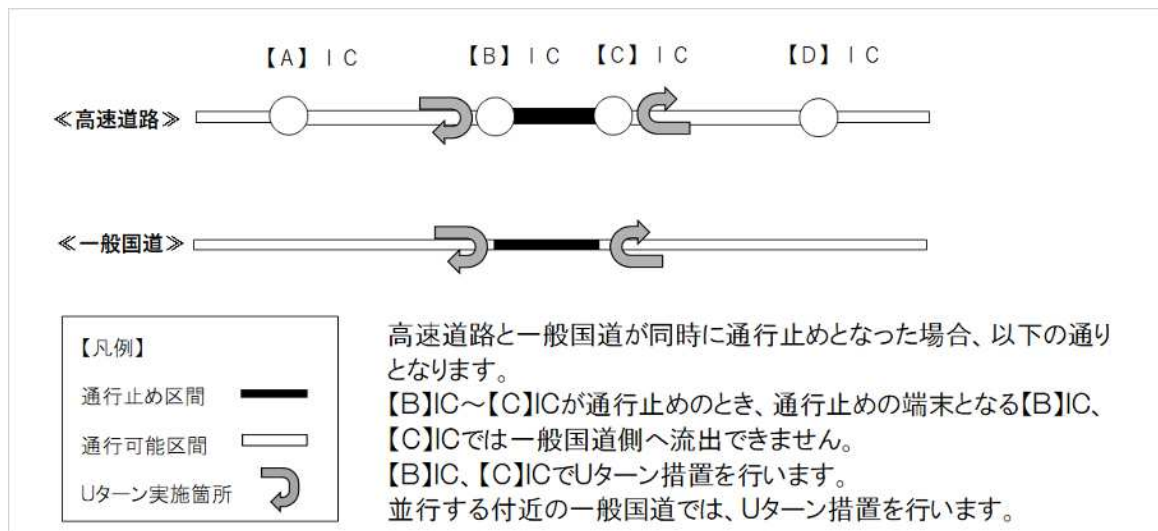 【A】ＩＣ 【B】ＩＣ 【C】ＩＣ 【D】ＩＣ
≪高速道路≫
≪一般国道≫
【凡例】
通行止め区間
通行可能区間
Uターン実施箇所
高速道路と一般国道が同時に通行止めとなった場合、以下の通り
となります。
【B】IC～【C】ICが通行止めのとき、通行止めの端末となる【B】IC、
【C】ICでは一般国道側へ流出できません。
【B】IC、【C】ICでUターン措置を行います。
並行する付近の一般国道では、Uターン措置を行います。